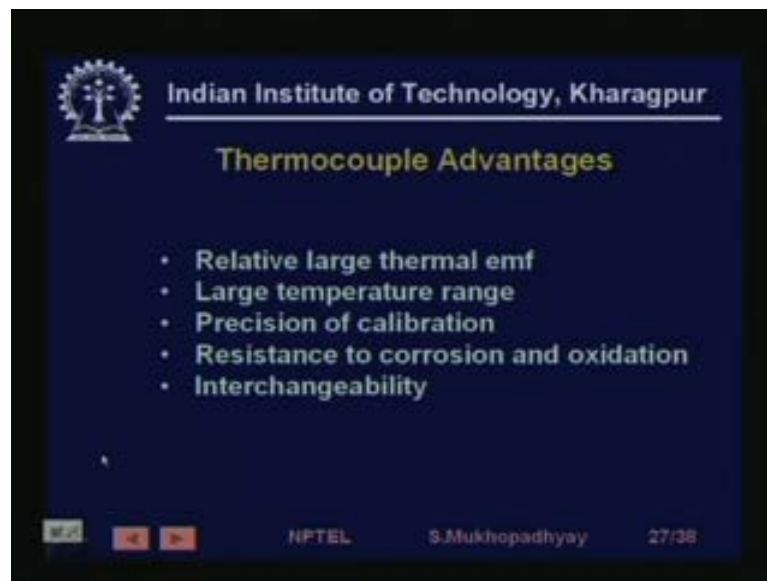 Indian Institute of Technology, Kharagpur
Thermocouple Advantages
• Relative large thermal emf
• Large temperature range
• Precision of calibration
• Resistance to corrosion and oxidation
• Interchangeability
NPTEL S.Mukhopadhyay 27/38